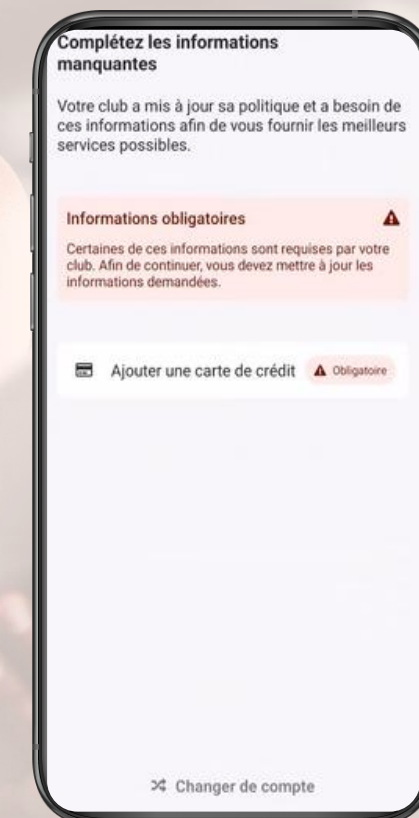 Complétez les informations
manquantes
Votre club a mis à jour sa politique et a besoin de
ces informations afin de vous fournir les meilleurs
services possibles.
Informations obligatoires
Certaines de ces informations sont requises par votre
club. Afin de continuer, vous devez mettre à jour les
informations demandées.
Ajouter une carte de crédit Obligatoire
Changer de compte